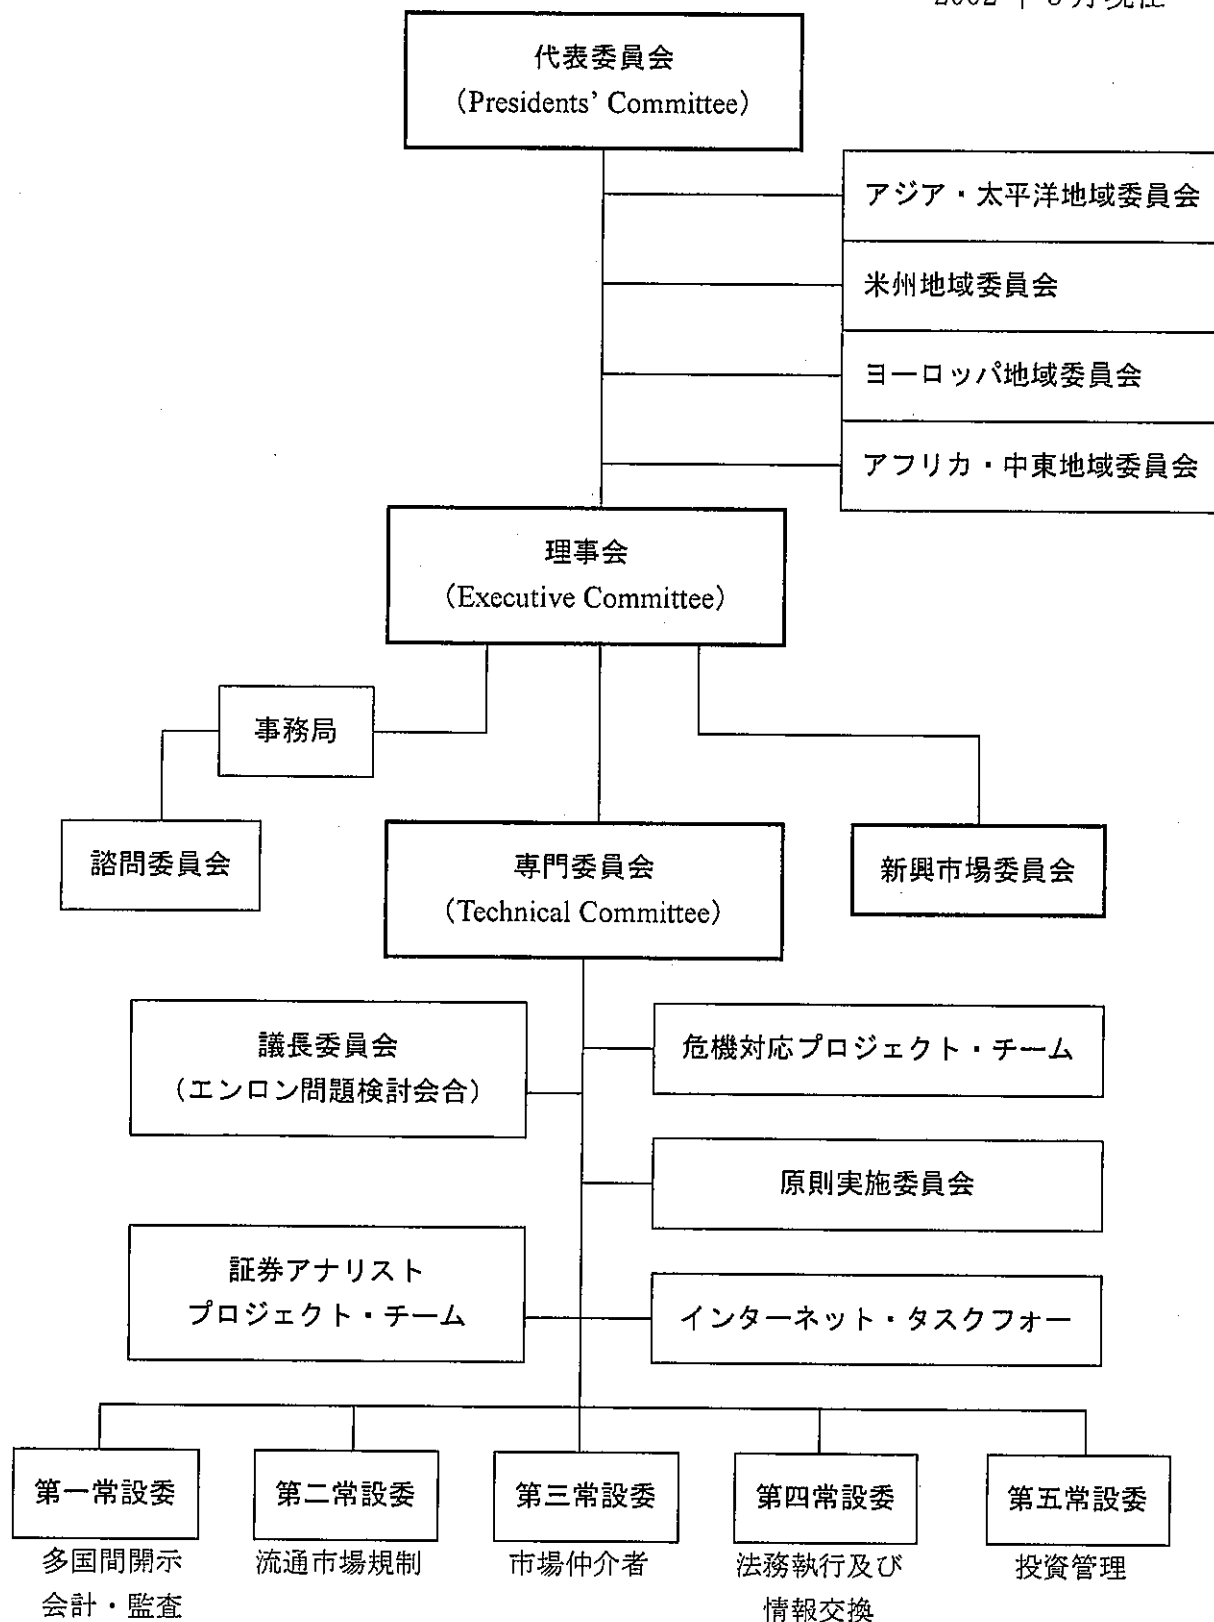 代表委員会
（Presidents' Committee）
アジア・太平洋地域委員会
米州地域委員会
ヨーロッパ地域委員会
アフリカ・中東地域委員会
理事会
（Executive Committee）
事務局
諮問委員会
専門委員会
（Technical Committee）
新興市場委員会
議長委員会
（エンロン問題検討会合）
危機対応プロジェクト・チーム
原則実施委員会
証券アナリスト
プロジェクト・チーム
インターネット・タスクフォー
第一常設委
多国間開示
会計・監査
第二常設委
流通市場規制
第三常設委
市場仲介者
第四常設委
法務執行及び
情報交換
第五常設委
投資管理